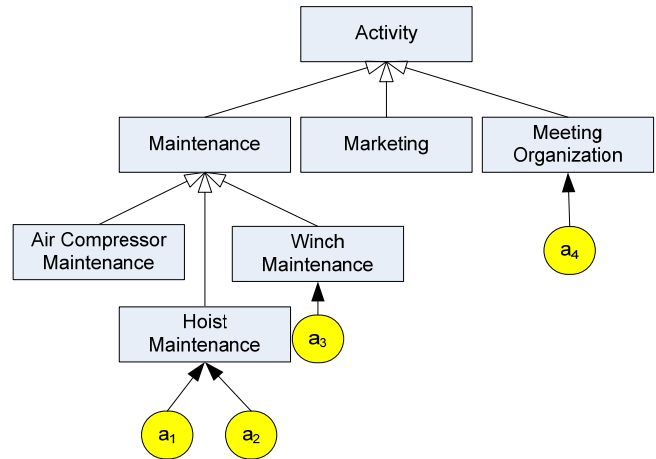 Activity
Maintenance
Marketing
Meeting
Organization
Air Compressor
Maintenance
Winch
Maintenance
a₄
Hoist
Maintenance
a₃
a₁
a₂